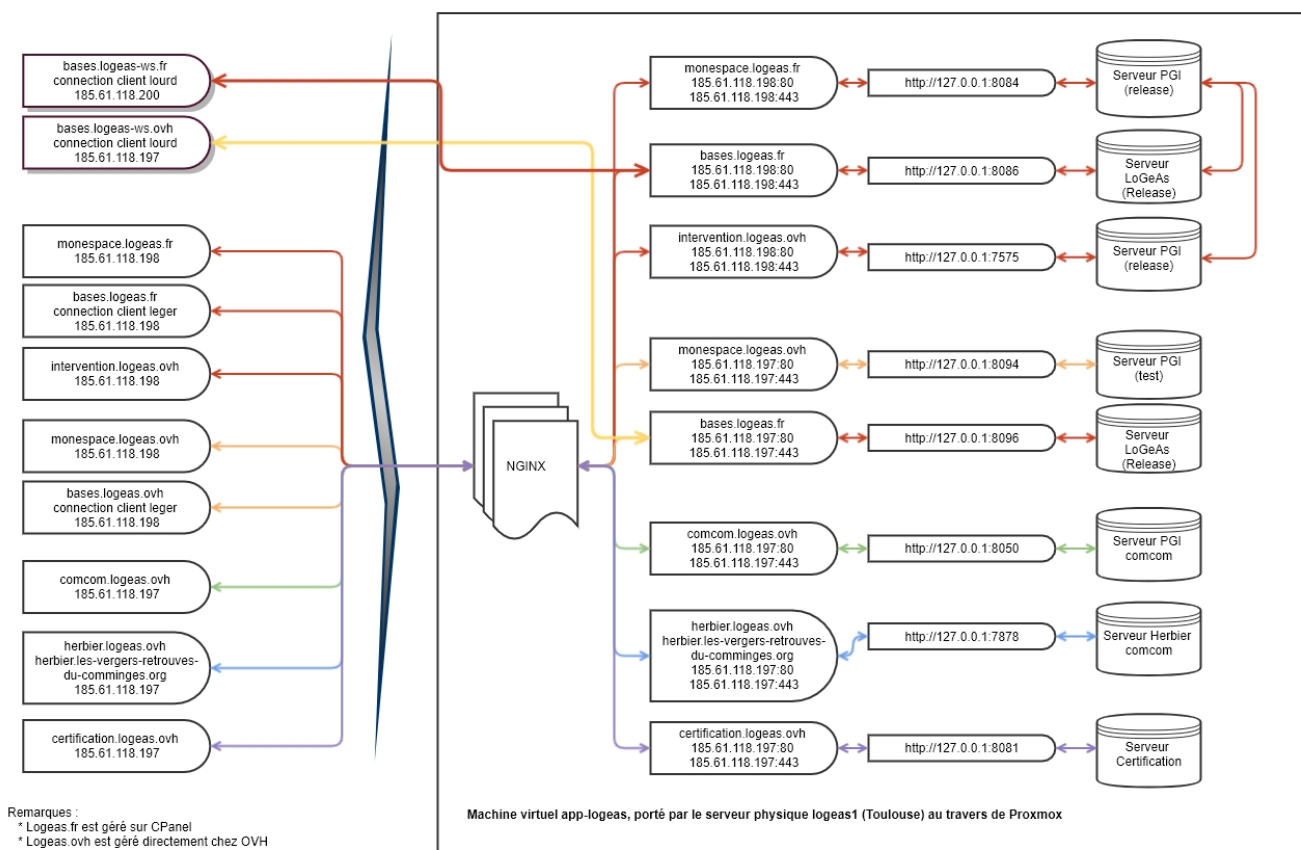 bases.logeas-ws.fr
connection client lourd
185.61.118.200
bases.logeas-ws.ovh
connection client lourd
185.61.118.197
monespace.logeas.fr
185.61.118.198
bases.logeas.fr
connection client leger
185.61.118.198
intervention.logeas.ovh
185.61.118.198
monespace.logeas.ovh
185.61.118.198
bases.logeas.ovh
connection client leger
185.61.118.198
comcom.logeas.ovh
185.61.118.197
herbier.logeas.ovh
herbier.les-vergers-retrouves-
du-comminges.org
185.61.118.197
certification.logeas.ovh
185.61.118.197
NGINX
monespace.logeas.fr
185.61.118.198:80
185.61.118.198:443
http://127.0.0.1:8084
Serveur PGI
(release)
bases.logeas.fr
185.61.118.198:80
185.61.118.198:443
http://127.0.0.1:8086
Serveur
LoGeAs
(Release)
intervention.logeas.ovh
185.61.118.198:80
185.61.118.198:443
http://127.0.0.1:7575
Serveur PGI
(release)
monespace.logeas.ovh
185.61.118.197:80
185.61.118.197:443
http://127.0.0.1:8094
Serveur PGI
(test)
bases.logeas.fr
185.61.118.197:80
185.61.118.197:443
http://127.0.0.1:8096
Serveur
LoGeAs
(Release)
comcom.logeas.ovh
185.61.118.197:80
185.61.118.197:443
http://127.0.0.1:8050
Serveur PGI
comcom
herbier.logeas.ovh
herbier.les-vergers-retrouves-
du-comminges.org
185.61.118.197:80
185.61.118.197:443
http://127.0.0.1:7878
Serveur Herbier
comcom
certification.logeas.ovh
185.61.118.197:80
185.61.118.197:443
http://127.0.0.1:8081
Serveur
Certification
Remarques :
* Logeas.fr est géré sur CPanel
* Logeas.ovh est géré directement chez OVH
Machine virtuel app-logeas, porté par le serveur physique logeas1 (Toulouse) au travers de Proxmox